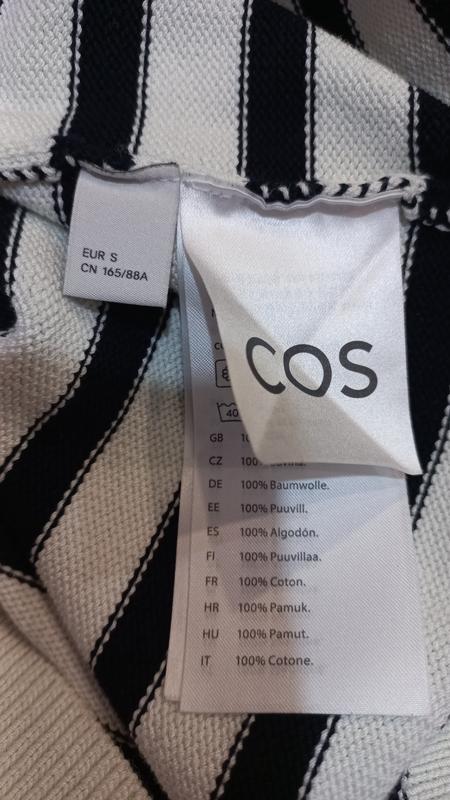 EUR S
CN 165/88A
COS
40
GB
CZ 100%
DE 100% Baumwolle.
EE 100% Puuvill.
ES 100% Algodón.
FI 100% Puuvillaa.
FR 100% Coton.
HR 100% Pamuk.
HU 100% Pamut.
IT 100% Cotone.